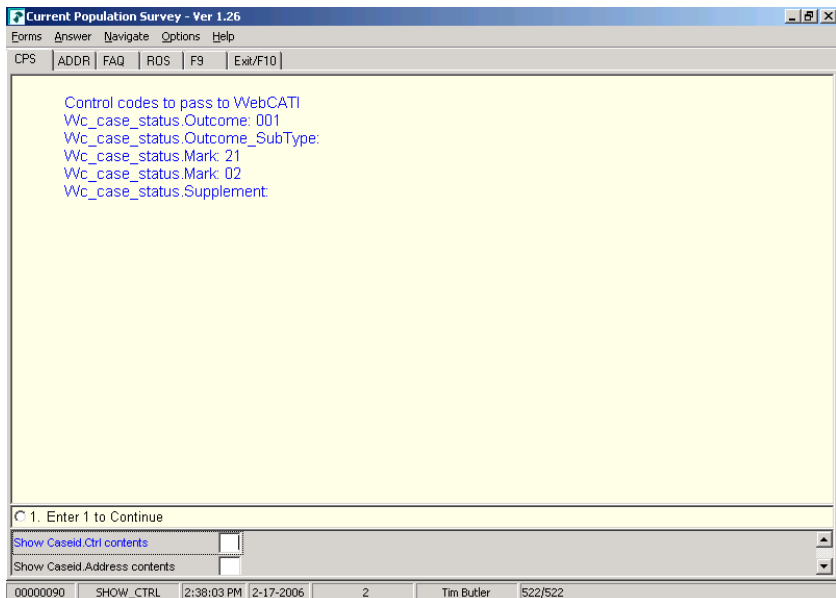 Current Population Survey - Ver 1.26
Forms Answer Navigate Options Help
CPS ADDR FAQ ROS F9 Exit/F10
Control codes to pass to WebCATI
Wc_case_status.Outcome: 001
Wc_case_status.Outcome_SubType:
Wc_case_status.Mark: 21
Wc_case_status.Mark: 02
Wc_case_status.Supplement:
1. Enter 1 to Continue
Show Caseid.Ctrl contents
Show Caseid.Address contents
00000090 SHOW_CTRL 2:38:03 PM 2-17-2006 2 Tim Butler 522/522